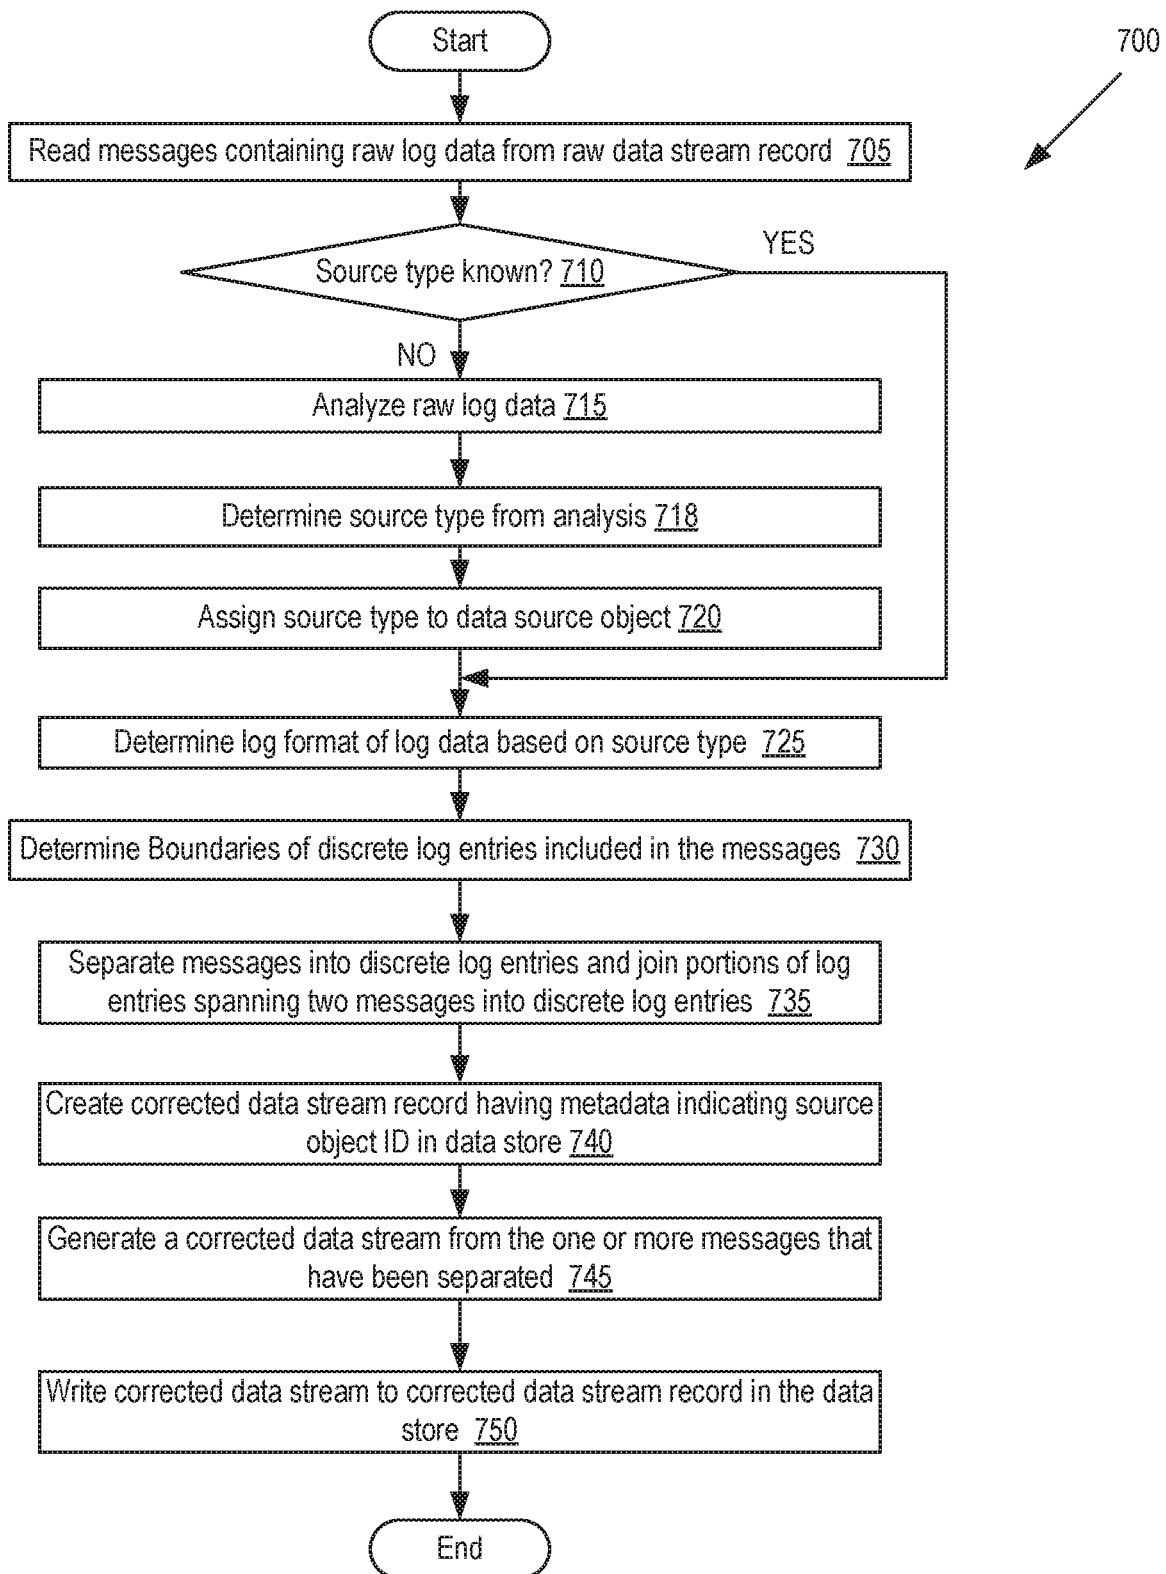 Start
700
Read messages containing raw log data from raw data stream record 705
YES
Source type known? 710
NO
Analyze raw log data 715
Determine source type from analysis 718
Assign source type to data source object 720
Determine log format of log data based on source type 725
Determine Boundaries of discrete log entries included in the messages 730
Separate messages into discrete log entries and join portions of log
entries spanning two messages into discrete log entries 735
Create corrected data stream record having metadata indicating source
object ID in data store 740
Generate a corrected data stream from the one or more messages that
have been separated 745
Write corrected data stream to corrected data stream record in the data
store 750
End